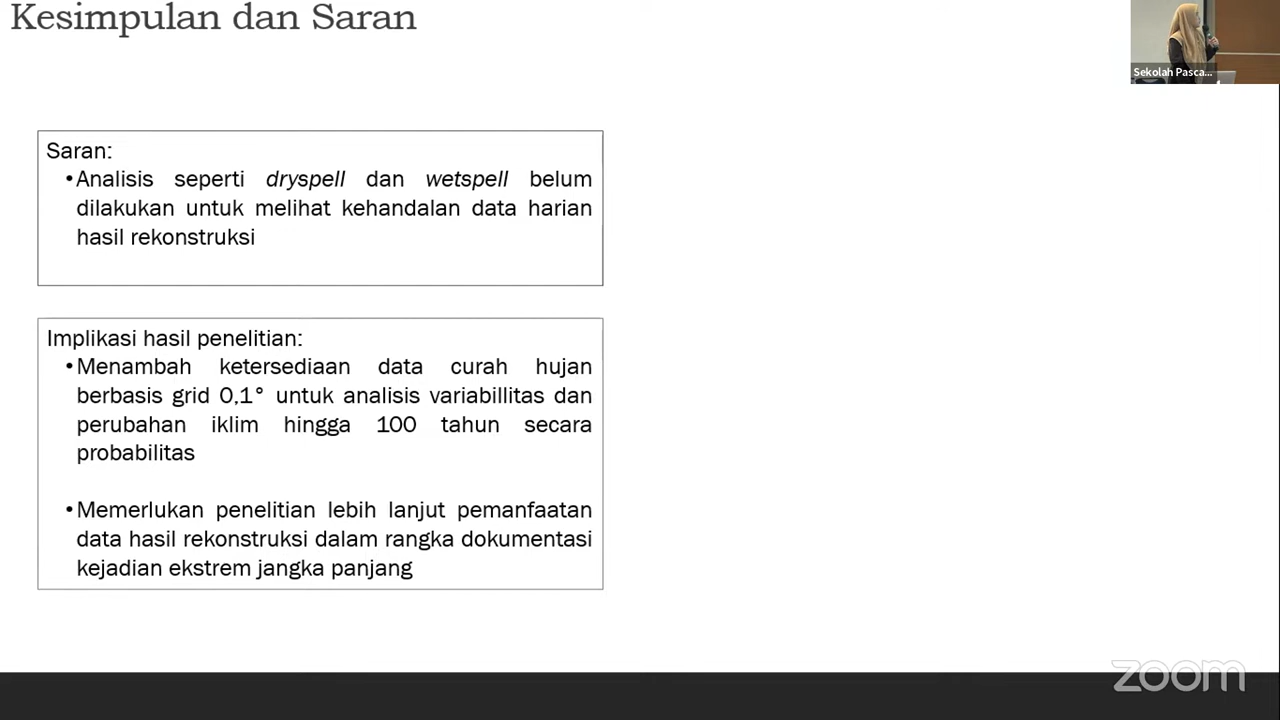 Kesimpulan dan Saran
Sekolah Pasca...
Saran:
•Analisis seperti dryspell dan wetspell belum
dilakukan untuk melihat kehandalan data harian
hasil rekonstruksi
Implikasi hasil penelitian:
•Menambah ketersediaan data curah hujan
berbasis grid 0,1° untuk analisis variabillitas dan
perubahan iklim hingga 100 tahun secara
probabilitas
•Memerlukan penelitian lebih lanjut pemanfaatan
data hasil rekonstruksi dalam rangka dokumentasi
kejadian ekstrem jangka panjang
zoom